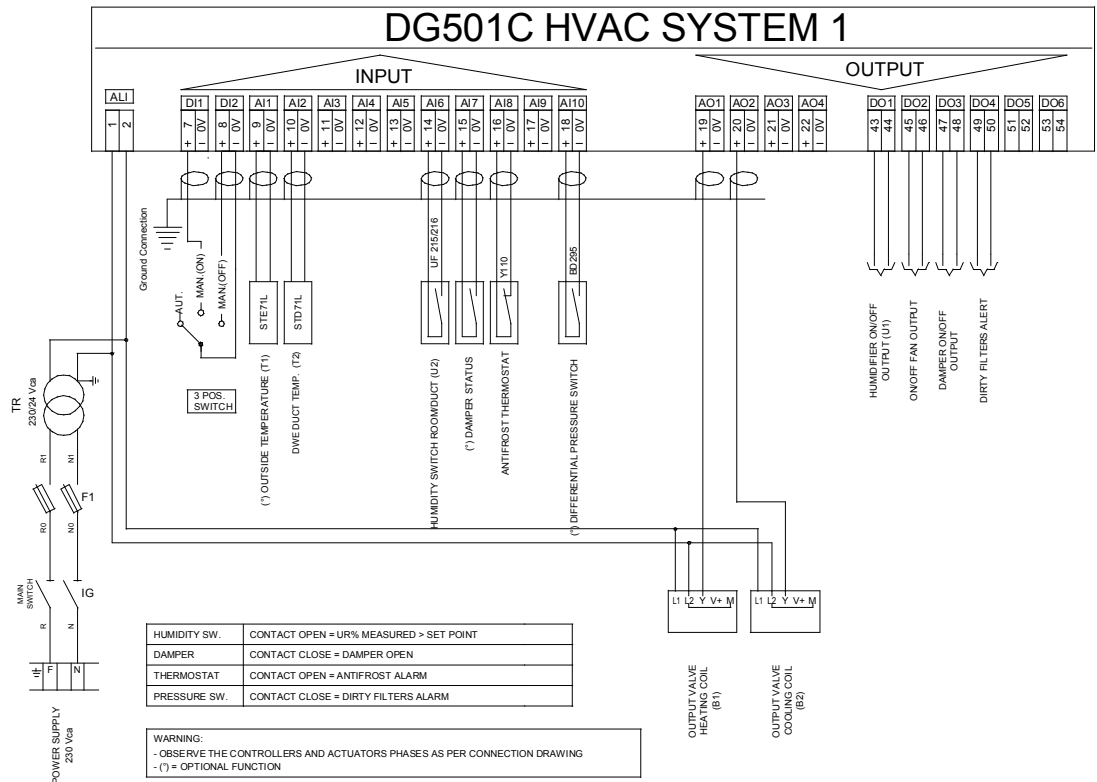 DG501C HVAC SYSTEM 1
INPUT
OUTPUT
ALI
1 2
DI1 DI2 AI1 AI2 AI3 AI4 AI5 AI6 AI7 AI8 AI9 AI10
+ 7 - 0V + 8 - 0V + 9 - 0V + 10 - 0V + 11 - 0V + 12 - 0V + 13 - 0V + 14 - 0V + 15 - 0V + 16 - 0V + 17 - 0V + 18 - 0V
AO1 AO2 AO3 AO4
+ 19 - 0V + 20 - 0V + 21 - 0V + 22 - 0V
DO1 DO2 DO3 DO4 DO5 DO6
43 44 45 46 47 48 49 50 51 52 53 54
Ground Connection
AUT.
MAN.(ON)
MAN.(OFF)
3 POS.
SWITCH
STE71L
STD71L
UF 215/216
Y110
BD295
(°) OUTSIDE TEMPERATURE (T1)
DWE DUCT TEMP. (T2)
HUMIDITY SWITCH ROOM/DUCT (U2)
(°) DAMPER STATUS
ANTIFROST THERMOSTAT
(°) DIFFERENTIAL PRESSURE SWITCH
HUMIDIFIER ON/OFF
OUTPUT (U1)
ON/OFF FAN OUTPUT
DAMPER ON/OFF
OUTPUT
DIRTY FILTERS ALERT
TR
230/24 Vca
R1
N1
F1
R0
N0
MAIN
SWITCH
IG
R
N
F
N
POWER SUPPLY
230 Vca
L1 L2 Y V+ M
L1 L2 Y V+ M
OUTPUT VALVE
HEATING COIL
(B1)
OUTPUT VALVE
COOLING COIL
(B2)
HUMIDITY SW. CONTACT OPEN = UR% MEASURED > SET POINT
DAMPER CONTACT CLOSE = DAMPER OPEN
THERMOSTAT CONTACT OPEN = ANTIFROST ALARM
PRESSURE SW. CONTACT CLOSE = DIRTY FILTERS ALARM
WARNING:
- OBSERVE THE CONTROLLERS AND ACTUATORS PHASES AS PER CONNECTION DRAWING
- (°) = OPTIONAL FUNCTION